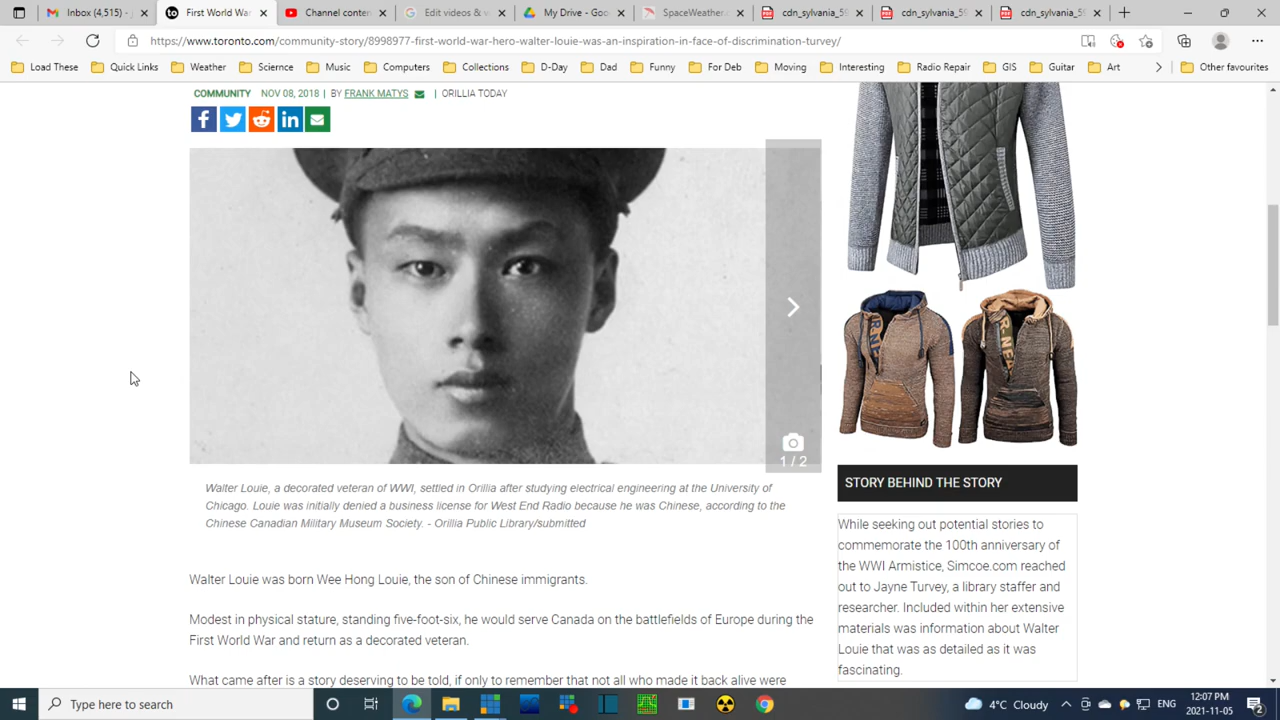 Inbox (4,515) - j
First World War
Channel conten
Edit videos & v
My Drive - Goo
SpaceWeather.c
cdn_sylvania_59
cdn_sylvania_59
cdn_sylvania_59
https://www.toronto.com/community-story/8998977-first-world-war-hero-walter-louie-was-an-inspiration-in-face-of-discrimination-turvey/
Load These
Quick Links
Weather
Science
Music
Computers
Collections
D-Day
Dad
Funny
For Deb
Moving
Interesting
Radio Repair
GIS
Guitar
Art
Other favourites
COMMUNITY NOV 08, 2018 | BY FRANK MATYS | ORILLIA TODAY
1 / 2
Walter Louie, a decorated veteran of WWI, settled in Orillia after studying electrical engineering at the University of
Chicago. Louie was initially denied a business license for West End Radio because he was Chinese, according to the
Chinese Canadian Military Museum Society. - Orillia Public Library/submitted
Walter Louie was born Wee Hong Louie, the son of Chinese immigrants.
Modest in physical stature, standing five-foot-six, he would serve Canada on the battlefields of Europe during the
First World War and return as a decorated veteran.
What came after is a story deserving to be told, if only to remember that not all who made it back alive were
STORY BEHIND THE STORY
While seeking out potential stories to
commemorate the 100th anniversary of
the WWI Armistice, Simcoe.com reached
out to Jayne Turvey, a library staffer and
researcher. Included within her extensive
materials was information about Walter
Louie that was as detailed as it was
fascinating.
Type here to search
4°C Cloudy
ENG
12:07 PM
2021-11-05
2